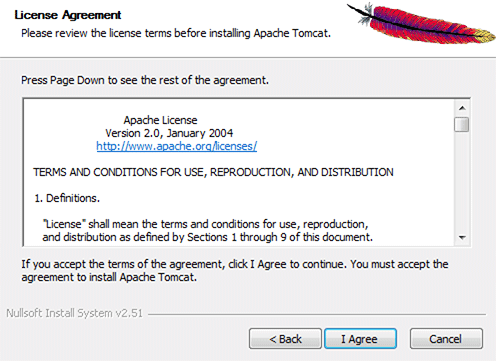 License Agreement
Please review the license terms before installing Apache Tomcat.
Press Page Down to see the rest of the agreement.
Apache License
Version 2.0, January 2004
http://www.apache.org/licenses/
TERMS AND CONDITIONS FOR USE, REPRODUCTION, AND DISTRIBUTION
1. Definitions.
"License" shall mean the terms and conditions for use, reproduction,
and distribution as defined by Sections 1 through 9 of this document.
If you accept the terms of the agreement, click I Agree to continue. You must accept the
agreement to install Apache Tomcat.
Nullsoft Install System v2.51
< Back
I Agree
Cancel